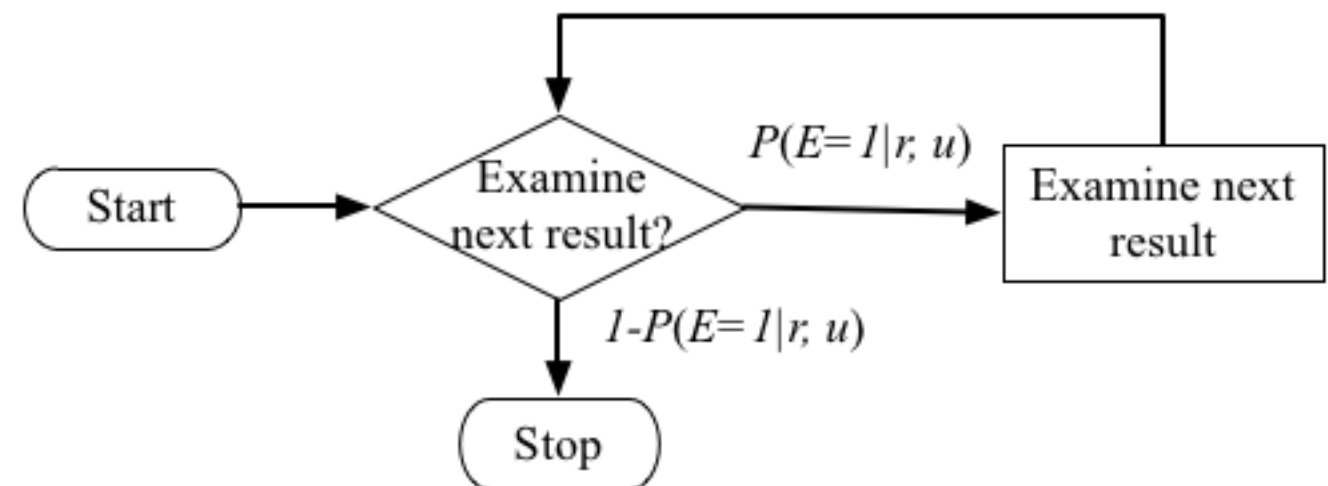 Start
Examine
next result?
P(E=1|r, u)
Examine next
result
1-P(E=1|r, u)
Stop